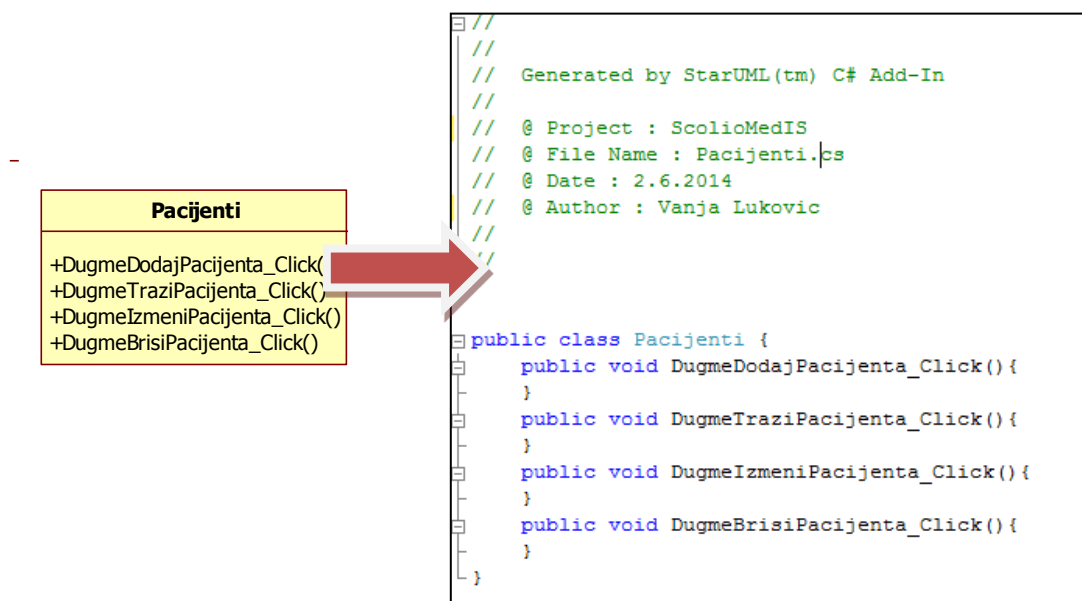 Pacijenti
+DugmeDodajPacijenta_Click(
+DugmeTraziPacijenta_Click()
+DugmeIzmeniPacijenta_Click()
+DugmeBrisiPacijenta_Click()
//
//
//  Generated by StarUML(tm) C# Add-In
//
//  @ Project : ScolioMedIS
//  @ File Name : Pacijenti.cs
//  @ Date : 2.6.2014
//  @ Author : Vanja Lukovic
//
//
public class Pacijenti {
    public void DugmeDodajPacijenta_Click(){
    }
    public void DugmeTraziPacijenta_Click(){
    }
    public void DugmeIzmeniPacijenta_Click(){
    }
    public void DugmeBrisiPacijenta_Click(){
    }
}